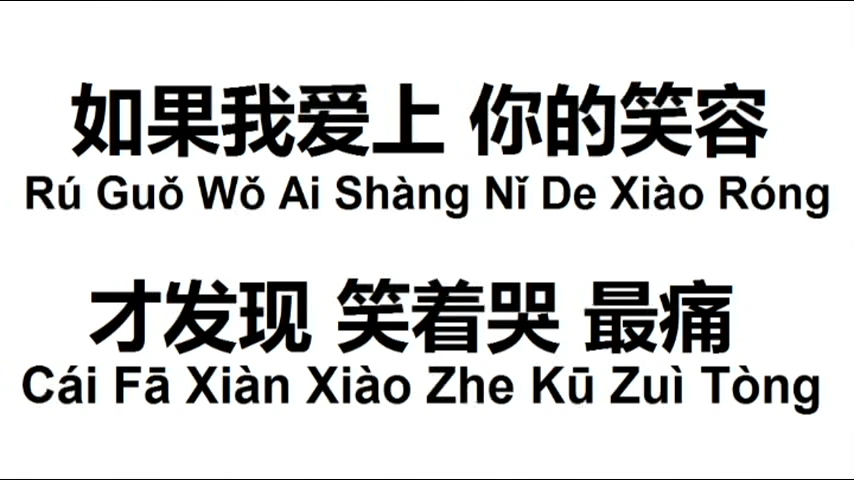 如果我爱上 你的笑容
Rú Guǒ Wǒ Ai Shàng Nǐ De Xiào Róng
才发现 笑着哭 最痛
Cái Fā Xiàn Xiào Zhe Kū Zuì Tòng